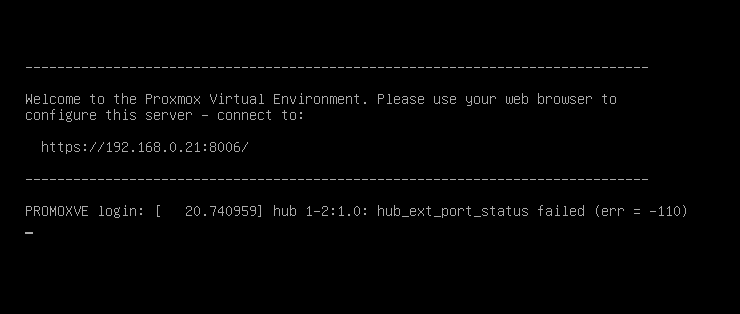 ------------------------------------------------------------------------------
Welcome to the Proxmox Virtual Environment. Please use your web browser to
configure this server - connect to:
https://192.168.0.21:8006/
------------------------------------------------------------------------------
PROMOXVE login: [   20.740959] hub 1-2:1.0: hub_ext_port_status failed (err = -110)
_